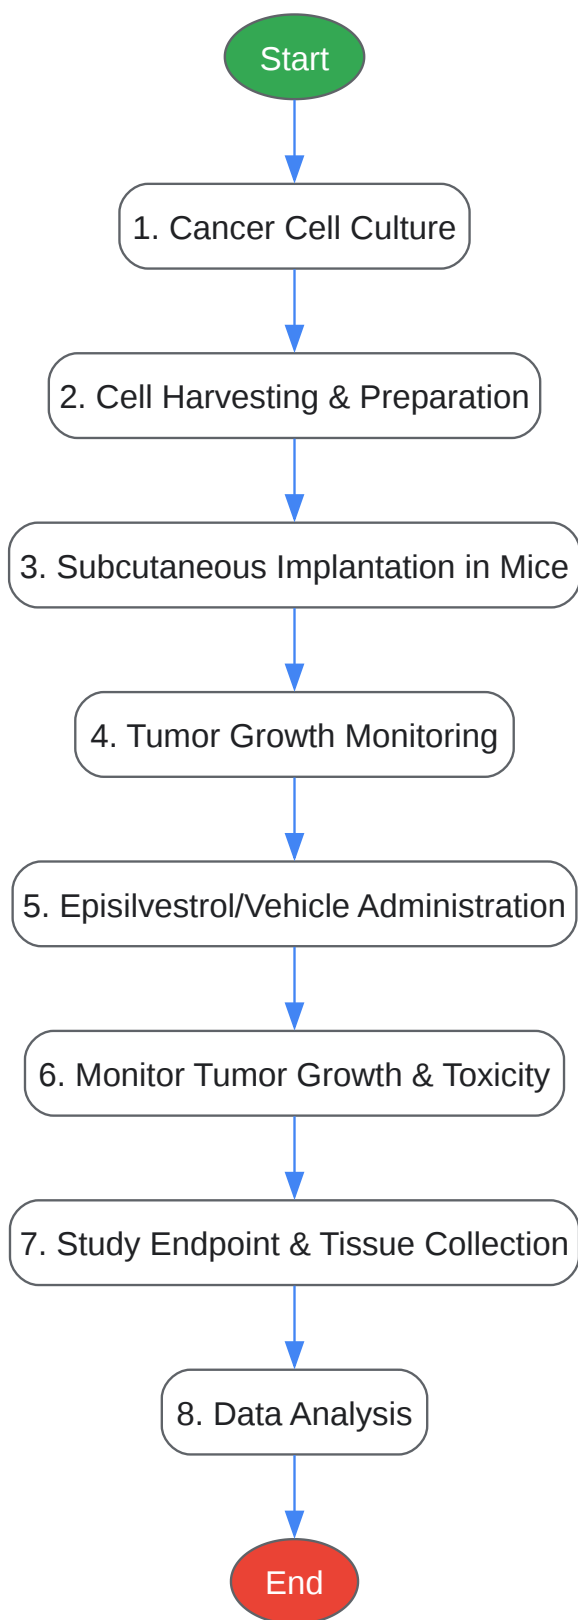 Start
1. Cancer Cell Culture
2. Cell Harvesting & Preparation
3. Subcutaneous Implantation in Mice
4. Tumor Growth Monitoring
5. Episilvestrol/Vehicle Administration
6. Monitor Tumor Growth & Toxicity
7. Study Endpoint & Tissue Collection
8. Data Analysis
End